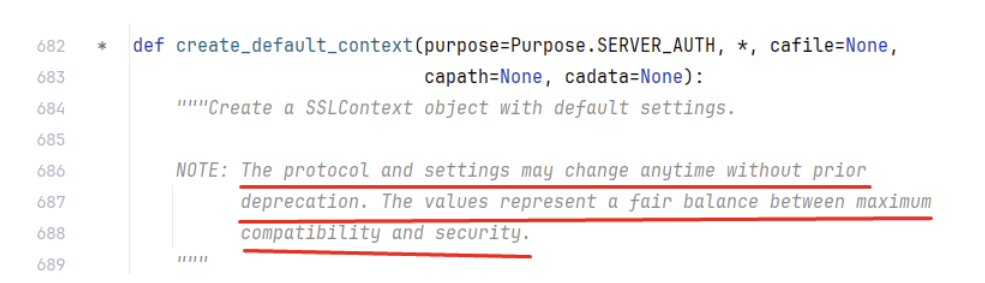 682 * def create_default_context(purpose=Purpose.SERVER_AUTH, *, cafile=None,
683 capath=None, cadata=None):
684 """Create a SSLContext object with default settings.
685
686 NOTE: The protocol and settings may change anytime without prior
687 deprecation. The values represent a fair balance between maximum
688 compatibility and security.
689 """